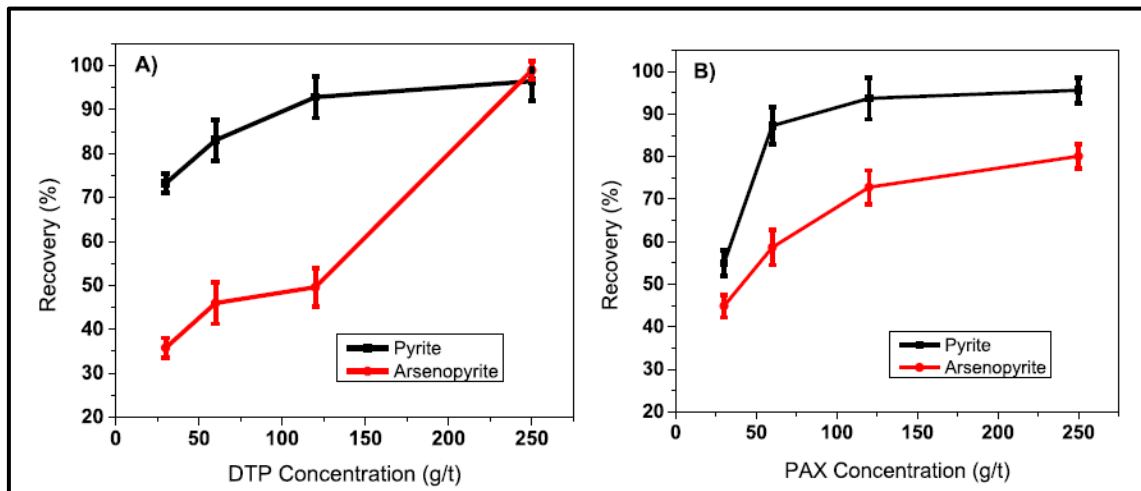 A)
100
90
80
70
60
50
40
30
20
Recovery (%)
Pyrite
Arsenopyrite
0 50 100 150 200 250
DTP Concentration (g/t)
B)
100
90
80
70
60
50
40
30
20
Recovery (%)
Pyrite
Arsenopyrite
0 50 100 150 200 250
PAX Concentration (g/t)